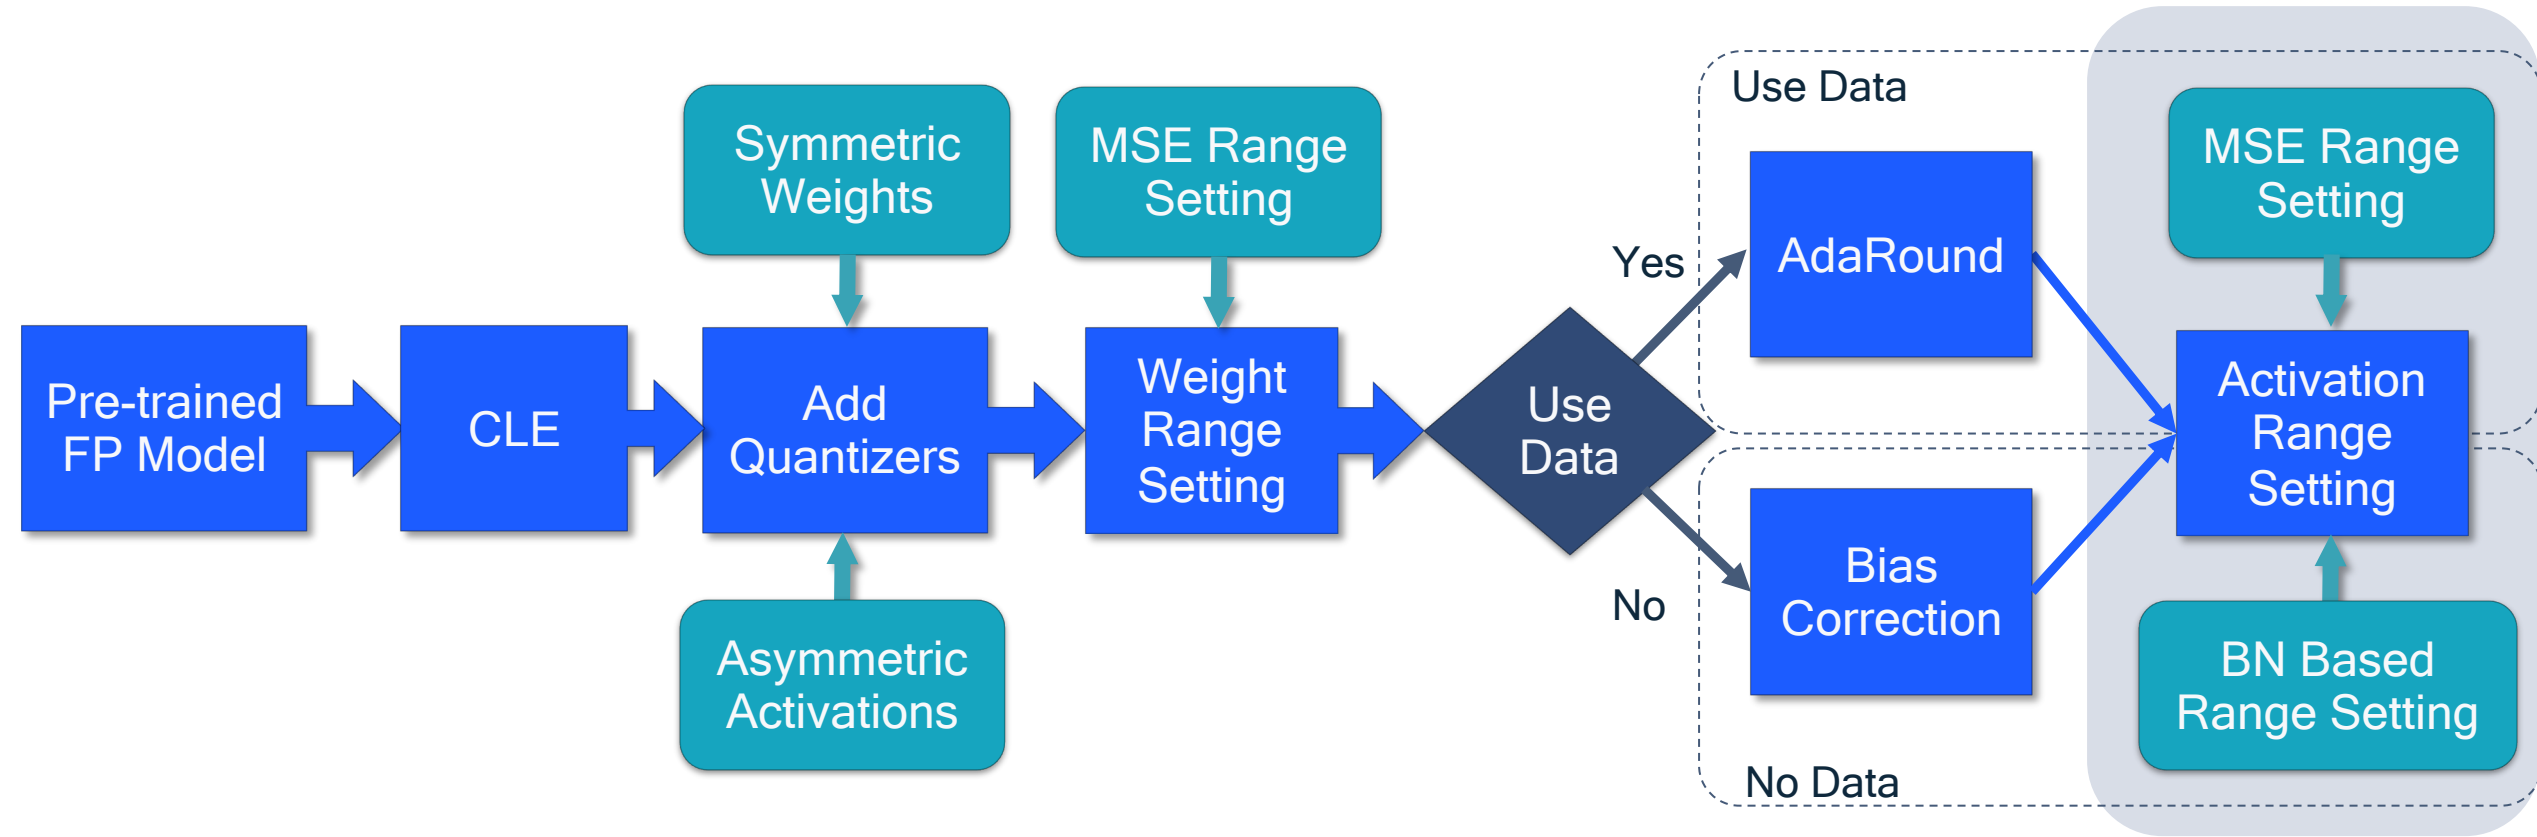 Pre-trained
FP Model
CLE
Symmetric
Weights
Add
Quantizers
Asymmetric
Activations
MSE Range
Setting
Weight
Range
Setting
Use
Data
Yes
No
Use Data
AdaRound
Bias
Correction
No Data
MSE Range
Setting
Activation
Range
Setting
BN Based
Range Setting